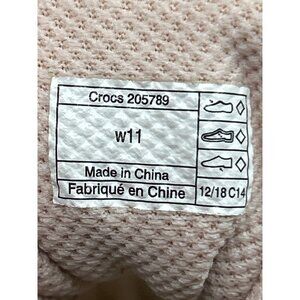 Crocs 205789
w11
Made in China
Fabriqué en Chine
12/18 C14